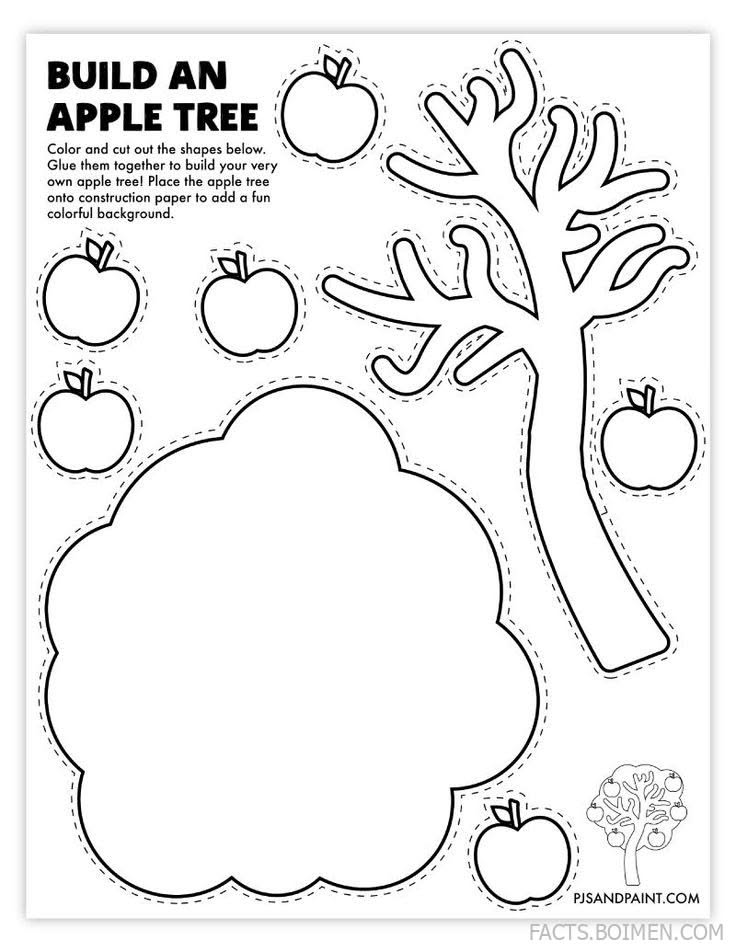 BUILD AN
APPLE TREE
Color and cut out the shapes below.
Glue them together to build your very
own apple tree! Place the apple tree
onto construction paper to add a fun
colorful background.
PJSANDPAINT.COM
FACTS.BOIMEN.COM